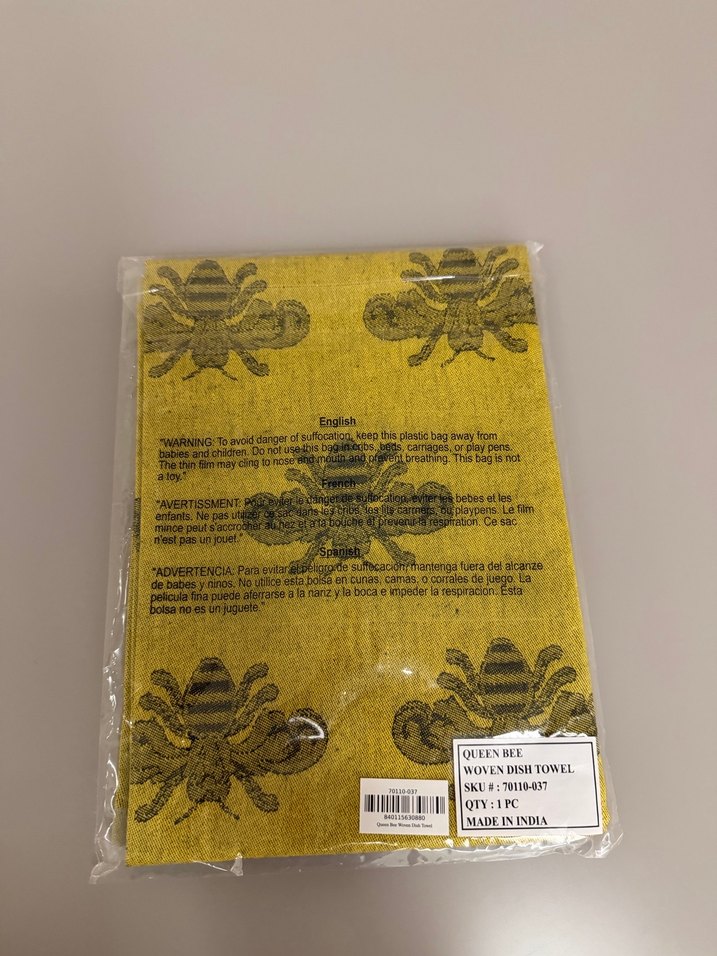 English
"WARNING: To avoid danger of suffocation, keep this plastic bag away from
babies and children. Do not use this bag in cribs, beds, carriages, or play pens.
The thin film may cling to nose and mouth and prevent breathing. This bag is not
a toy."
French
"AVERTISSMENT: Pour eviter le danger de suffocation, eviter les bebes et les
enfants. Ne pas utilizer ce sac dans les cribs, les lits carmers, ou playpens. Le film
mince peut s'accrocher au nez et a la bouche et prevenir la respiration. Ce sac
n'est pas un jouet."
Spanish
"ADVERTENCIA: Para evitar el peligro de suffocacion, mantenga fuera del alcanze
de babes y ninos. No utilice esta bolsa en cunas, camas, o corrales de juego. La
pelicula fina puede aferrarse a la nariz y la boca e impeder la respiracion. Esta
bolsa no es un juguete."
70110-037
840115630880
Queen Bee Woven Dish Towel
QUEEN BEE
WOVEN DISH TOWEL
SKU # : 70110-037
QTY : 1 PC
MADE IN INDIA